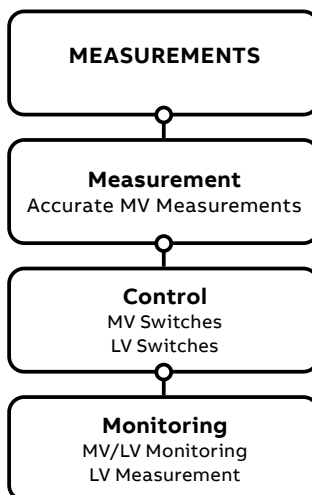 MEASUREMENTS
Measurement
Accurate MV Measurements
Control
MV Switches
LV Switches
Monitoring
MV/LV Monitoring
LV Measurement